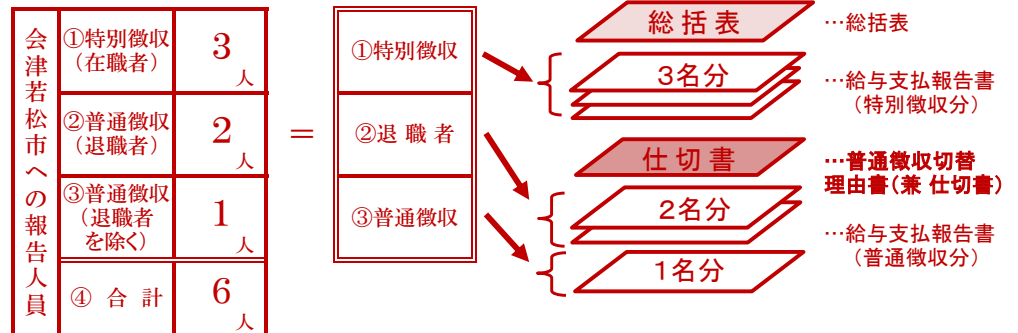 会津若松市への報告人員
①特別徴収
（在職者）
3
人
②普通徴収
（退職者）
2
人
③普通徴収
（退職者
を除く）
1
人
④ 合 計
6
人
＝
①特別徴収
②退 職 者
③普通徴収
総 括 表
…総括表
３名分
…給与支払報告書
（特別徴収分）
仕 切 書
…普通徴収切替
理由書（兼 仕切書）
２名分
１名分
…給与支払報告書
（普通徴収分）